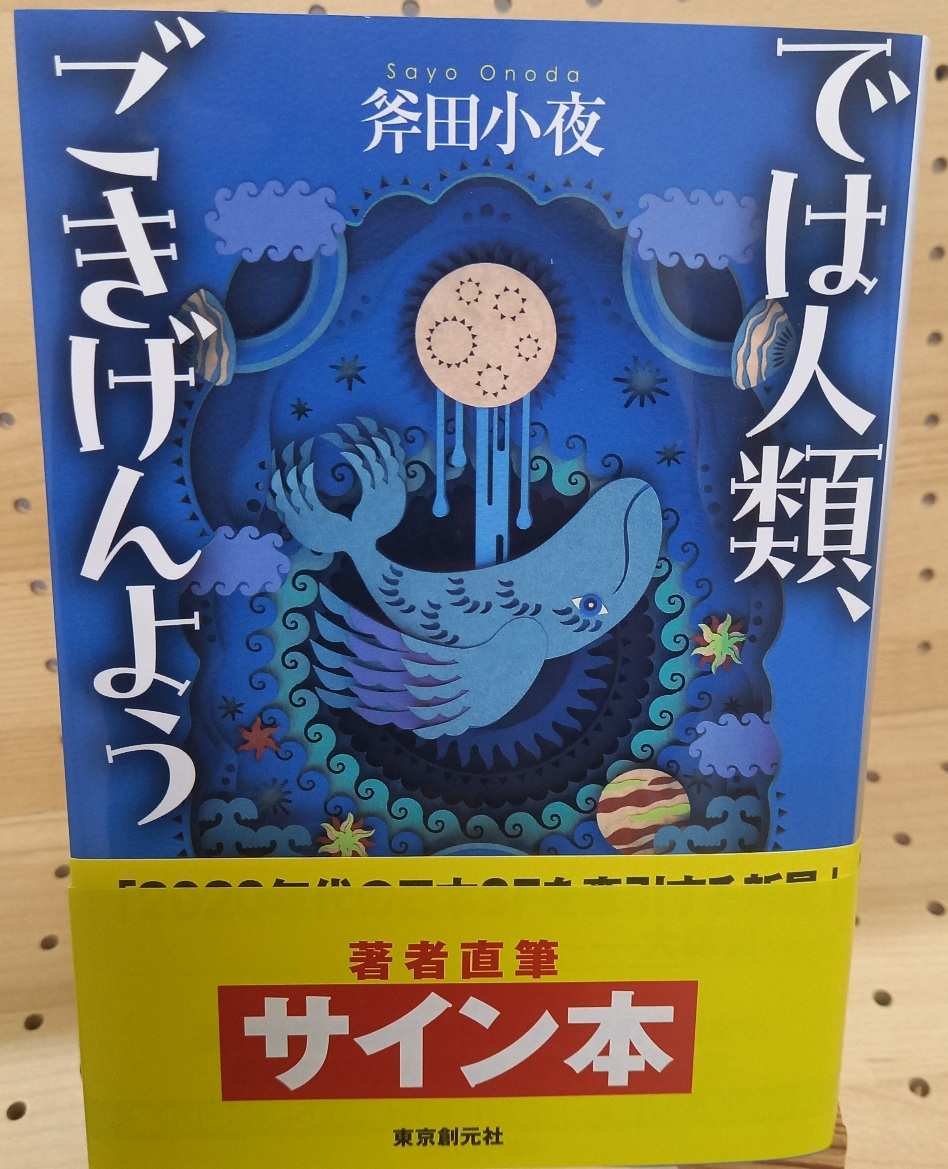 では人類、
ごきげんよう
Sayo Onoda
斧田小夜
著者直筆
サイン本
東京創元社